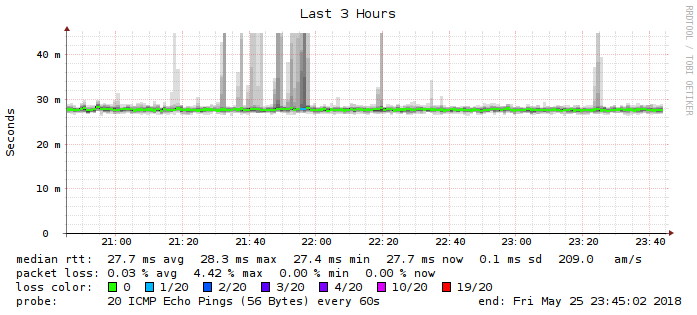 Last 3 Hours
RRDTOOL / TOBI OETIKER
Seconds
40 m
30 m
20 m
10 m
0
21:00 21:20 21:40 22:00 22:20 22:40 23:00 23:20 23:40
median rtt: 27.7 ms avg 28.3 ms max 27.4 ms min 27.7 ms now 0.1 ms sd 209.0 am/s
packet loss: 0.03 % avg 4.42 % max 0.00 % min 0.00 % now
loss color: 0 1/20 2/20 3/20 4/20 10/20 19/20
probe: 20 ICMP Echo Pings (56 Bytes) every 60s end: Fri May 25 23:45:02 2018